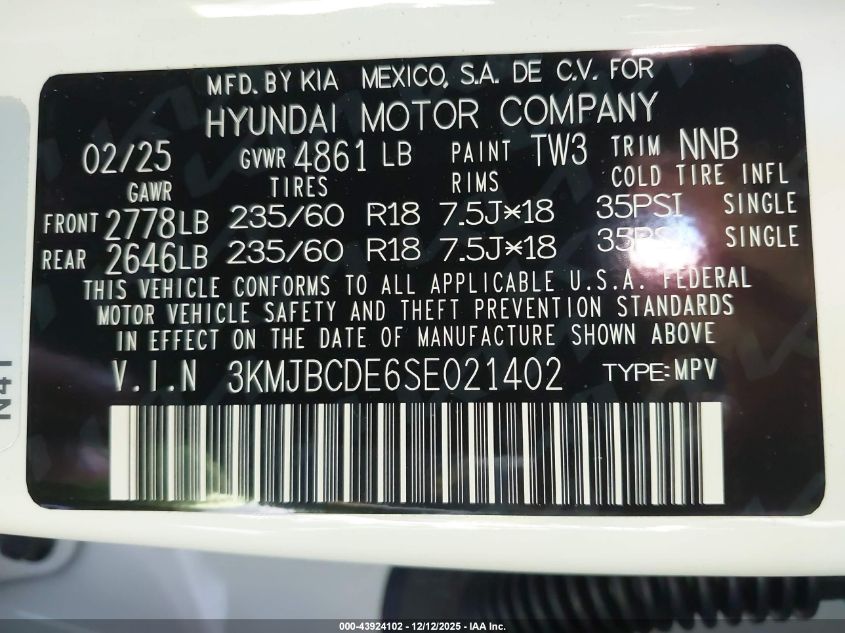 MFD. BY KIA MEXICO, S.A. DE C.V. FOR
HYUNDAI MOTOR COMPANY
02/25 GVWR 4861 LB PAINT TW3 TRIM NNB
GAWR TIRES RIMS COLD TIRE INFL
FRONT 2778LB 235/60 R18 7.5J*18 35PSI SINGLE
REAR 2646LB 235/60 R18 7.5J*18 35PSI SINGLE
THIS VEHICLE CONFORMS TO ALL APPLICABLE U.S.A. FEDERAL
MOTOR VEHICLE SAFETY AND THEFT PREVENTION STANDARDS
IN EFFECT ON THE DATE OF MANUFACTURE SHOWN ABOVE
V.I.N 3KMJBCDE6SE021402 TYPE:MPV
N41
000-43924102 - 12/12/2025 - IAA Inc.